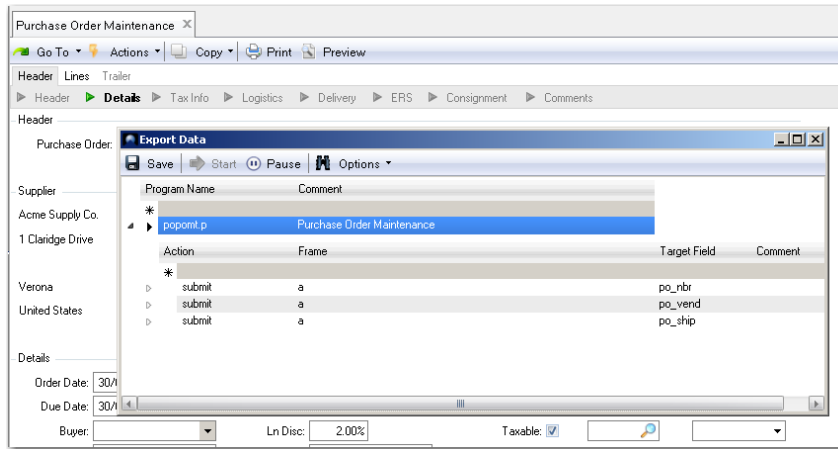 Purchase Order Maintenance
Go To Actions Copy Print Preview
Header Lines Trailer
Header Details Tax Info Logistics Delivery ERS Consignment Comments
Header
Purchase Order:
Export Data
Save Start Pause Options
Program Name Comment
popomt.p Purchase Order Maintenance
Action Frame Target Field Comment
submit a po_nbr
submit a po_vend
submit a po_ship
Supplier
Acme Supply Co.
1 Claridge Drive
Verona
United States
Details
Order Date: 30/
Due Date: 30/
Buyer: Ln Disc: 2.00% Taxable: